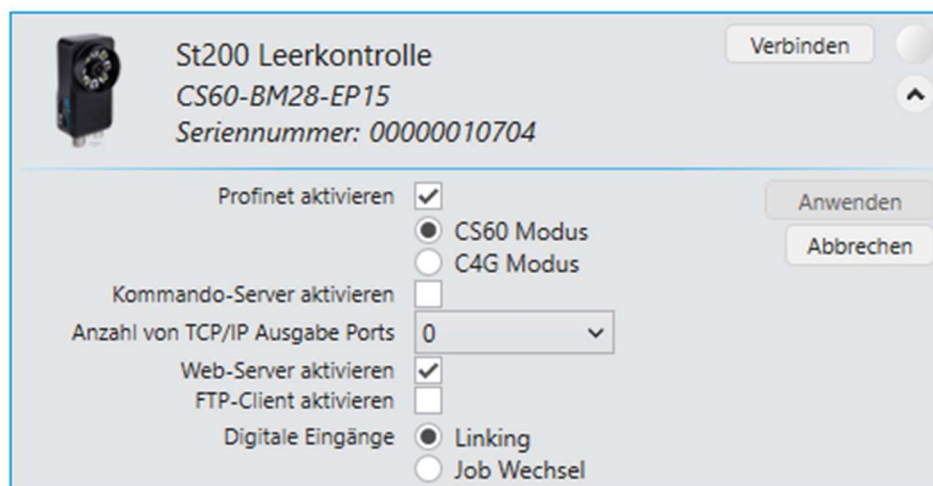 St200 Leerkontrolle
Verbinden
CS60-BM28-EP15
Seriennummer: 00000010704
Profinet aktivieren
Anwenden
CS60 Modus
Abbrechen
C4G Modus
Kommando-Server aktivieren
Anzahl von TCP/IP Ausgabe Ports 0
Web-Server aktivieren
FTP-Client aktivieren
Digitale Eingänge Linking
Job Wechsel